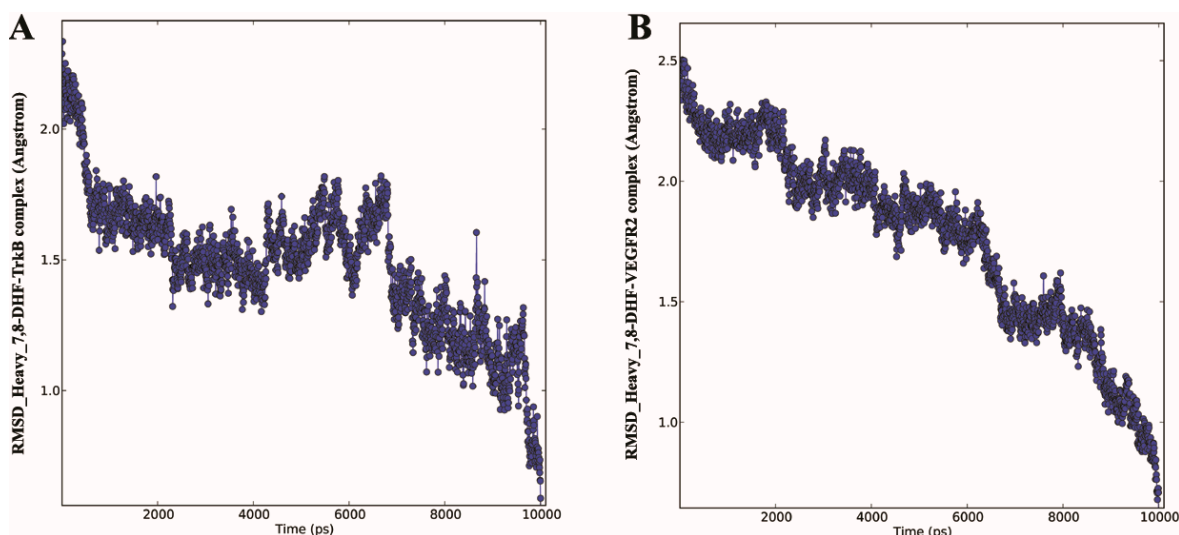 A
RMSD_Heavy_7,8-DHF-TrkB complex (Angstrom)
2.0
1.5
1.0
2000 4000 6000 8000 10000
Time (ps)
B
RMSD_Heavy_7,8-DHF-VEGFR2 complex (Angstrom)
2.5
2.0
1.5
1.0
2000 4000 6000 8000 10000
Time (ps)